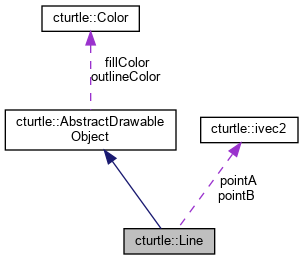 cturtle::Color
fillColor
outlineColor
cturtle::AbstractDrawable
Object
cturtle::ivec2
pointA
pointB
cturtle::Line